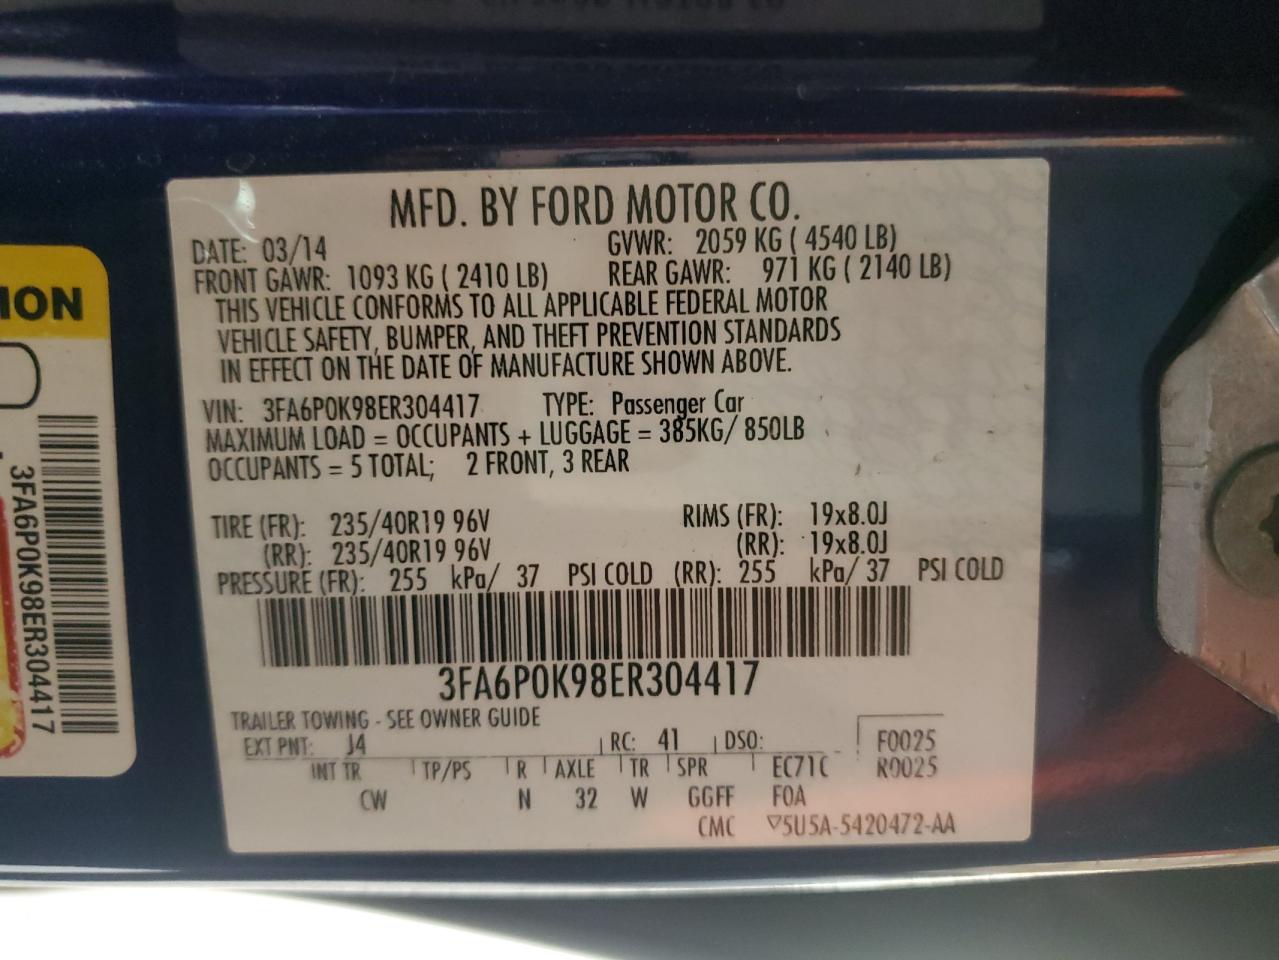 MFD. BY FORD MOTOR CO.
DATE: 03/14 GVWR: 2059 KG ( 4540 LB)
FRONT GAWR: 1093 KG ( 2410 LB) REAR GAWR: 971 KG ( 2140 LB)
THIS VEHICLE CONFORMS TO ALL APPLICABLE FEDERAL MOTOR
VEHICLE SAFETY, BUMPER, AND THEFT PREVENTION STANDARDS
IN EFFECT ON THE DATE OF MANUFACTURE SHOWN ABOVE.
VIN: 3FA6P0K98ER304417 TYPE: Passenger Car
MAXIMUM LOAD = OCCUPANTS + LUGGAGE = 385KG/ 850LB
OCCUPANTS = 5 TOTAL; 2 FRONT, 3 REAR
TIRE (FR): 235/40R19 96V RIMS (FR): 19x8.0J
(RR): 235/40R19 96V (RR): 19x8.0J
PRESSURE (FR): 255 kPa/ 37 PSI COLD (RR): 255 kPa/ 37 PSI COLD
3FA6P0K98ER304417
TRAILER TOWING - SEE OWNER GUIDE
EXT PNT: J4 RC: 41 DSO: F0025
INT TR TP/PS R AXLE TR SPR EC71C R0025
CW N 32 W GGFF FOA
CMC ▽5U5A-5420472-AA
ION
3FA6P0K98ER304417